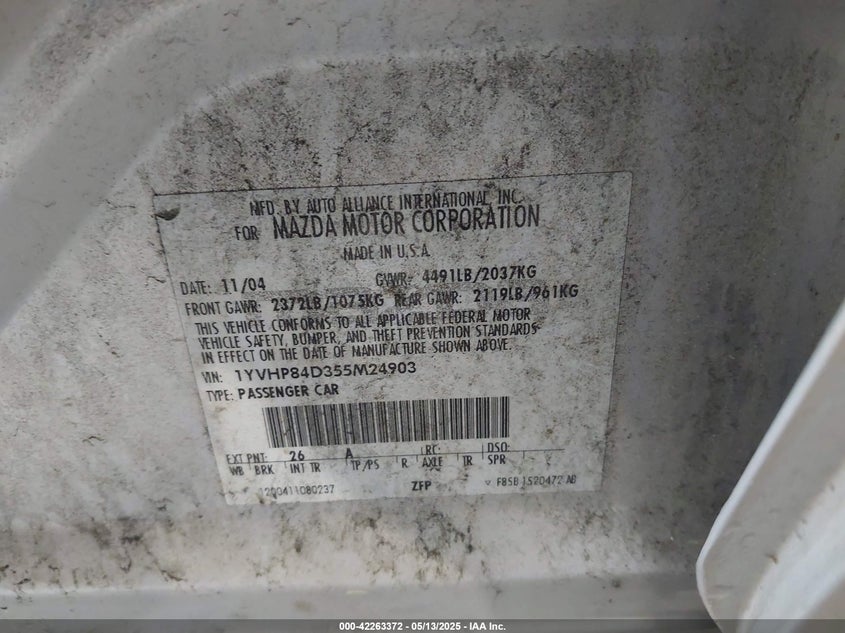 MFD. BY AUTO ALLIANCE INTERNATIONAL, INC.
FOR MAZDA MOTOR CORPORATION
MADE IN U.S.A
DATE: 11/04 GVWR: 4491LB/2037KG
FRONT GAWR: 2372LB/1075KG REAR GAWR: 2119LB/961KG
THIS VEHICLE CONFORMS TO ALL APPLICABLE FEDERAL MOTOR
VEHICLE SAFETY, BUMPER, AND THEFT PREVENTION STANDARDS
IN EFFECT ON THE DATE OF MANUFACTURE SHOWN ABOVE.
VIN: 1YVHP84D355M24903
TYPE: PASSENGER CAR
EXT PNT: 26 A RC: DSO:
WB BRK INT TR TP/PS R AXLE TR SPR
1200411080237 ZFP F85B 1520472 AB
000-42263372 - 05/13/2025 - IAA Inc.